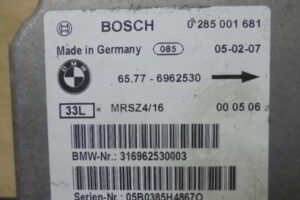 BOSCH 0 285 001 681
Made in Germany 085 05-02-07
BMW 65.77 - 6962530
33L MRSZ4/16 00 05 06
BMW-Nr.: 316962530903
Serien-Nr : 05B0385H4867O